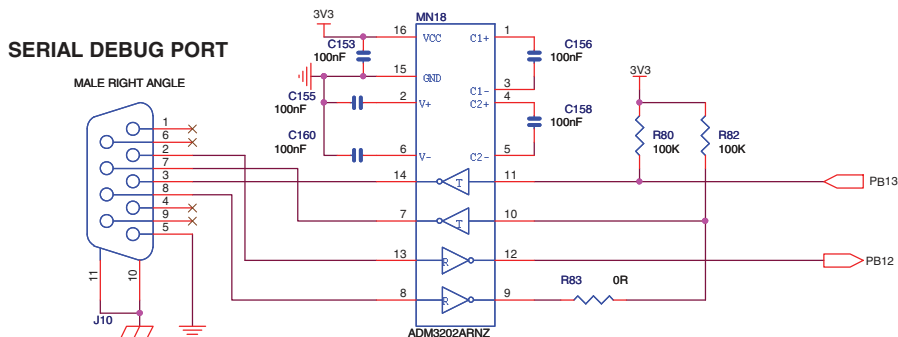 SERIAL DEBUG PORT
MALE RIGHT ANGLE
1
6
2
7
3
8
4
9
5
11
10
J10
3V3
C153
100nF
C155
100nF
C160
100nF
MN18
16 VCC C1+ 1
15 GND
C1- 3
2 V+ C2+ 4
6 V- C2- 5
14 T 11
7 T 10
13 R 12
8 R 9
ADM3202ARNZ
C156
100nF
C158
100nF
3V3
R80
100K
R82
100K
PB13
PB12
R83 0R